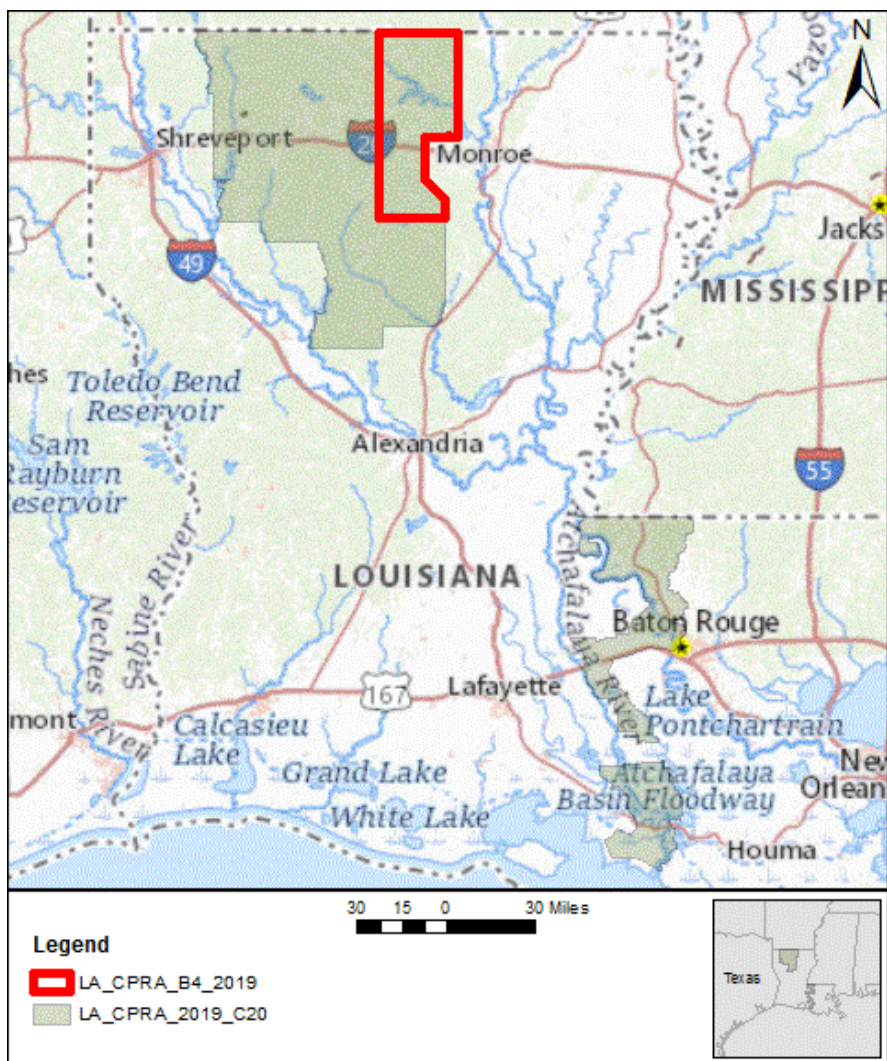 N
Yazoo
Shreveport
20
Monroe
Jacks
49
MISSISSIPP
hes
Toledo Bend
Reservoir
Sam
Rayburn
Reservoir
Alexandria
55
Sabine River
Neches River
LOUISIANA
Atchafalaya River
Baton Rouge
167
Lafayette
Lake
Pontchartrain
mont
Calcasieu
Lake
Grand Lake
White Lake
Atchafalaya
Basin Floodway
New
Orlean
Houma
30 15 0 30 Miles
Legend
LA_CPRA_B4_2019
LA_CPRA_2019_C20
Texas